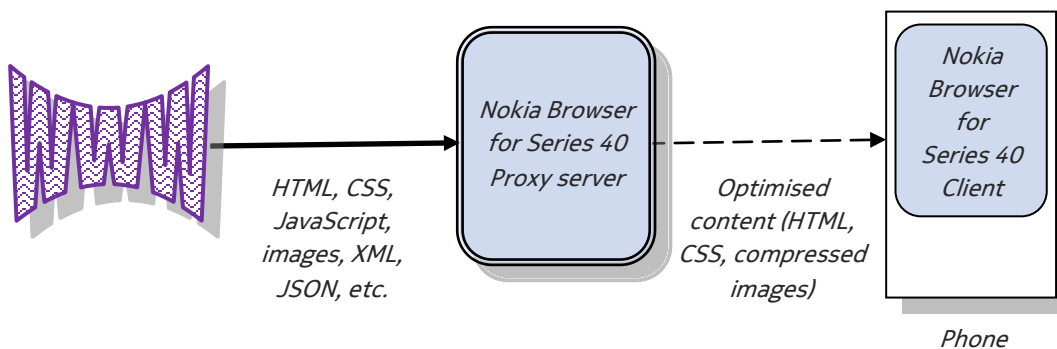 WWW
HTML, CSS,
JavaScript,
images, XML,
JSON, etc.
Nokia Browser
for Series 40
Proxy server
Optimised
content (HTML,
CSS, compressed
images)
Nokia
Browser
for
Series 40
Client
Phone